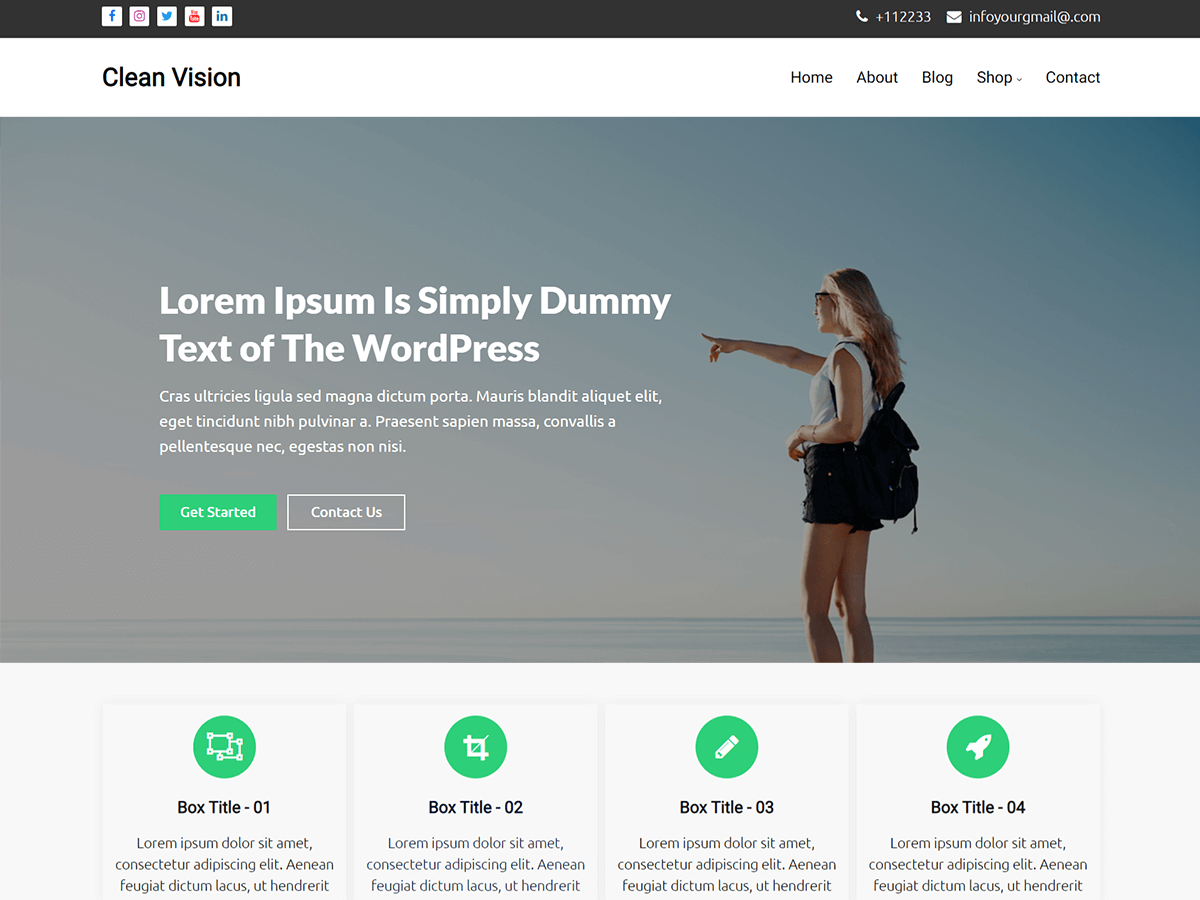 +112233 infoyourgmail@.com
Clean Vision
Home About Blog Shop Contact
Lorem Ipsum Is Simply Dummy
Text of The WordPress
Cras ultricies ligula sed magna dictum porta. Mauris blandit aliquet elit,
eget tincidunt nibh pulvinar a. Praesent sapien massa, convallis a
pellentesque nec, egestas non nisi.
Get Started Contact Us
Box Title - 01
Lorem ipsum dolor sit amet,
consectetur adipiscing elit. Aenean
feugiat dictum lacus, ut hendrerit
Box Title - 02
Lorem ipsum dolor sit amet,
consectetur adipiscing elit. Aenean
feugiat dictum lacus, ut hendrerit
Box Title - 03
Lorem ipsum dolor sit amet,
consectetur adipiscing elit. Aenean
feugiat dictum lacus, ut hendrerit
Box Title - 04
Lorem ipsum dolor sit amet,
consectetur adipiscing elit. Aenean
feugiat dictum lacus, ut hendrerit